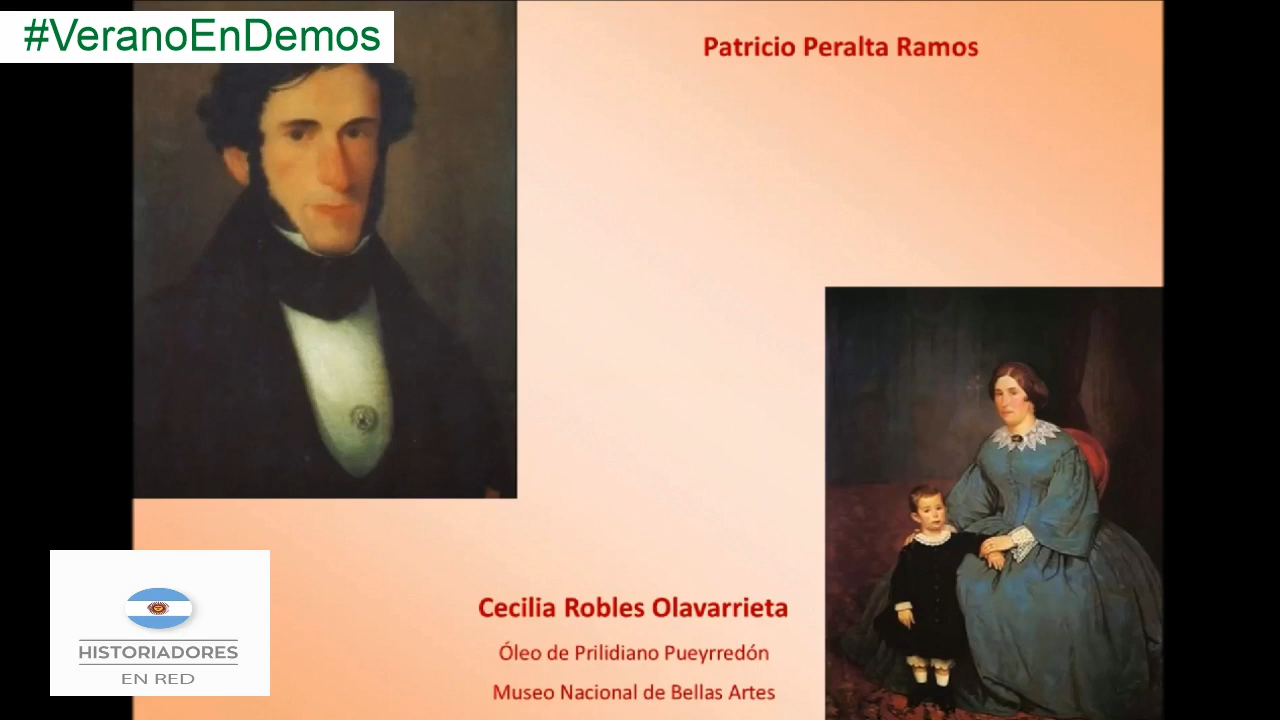 #VeranoEnDemos
Patricio Peralta Ramos
Cecilia Robles Olavarrieta
Óleo de Prilidiano Pueyrredón
Museo Nacional de Bellas Artes
HISTORIADORES
EN RED